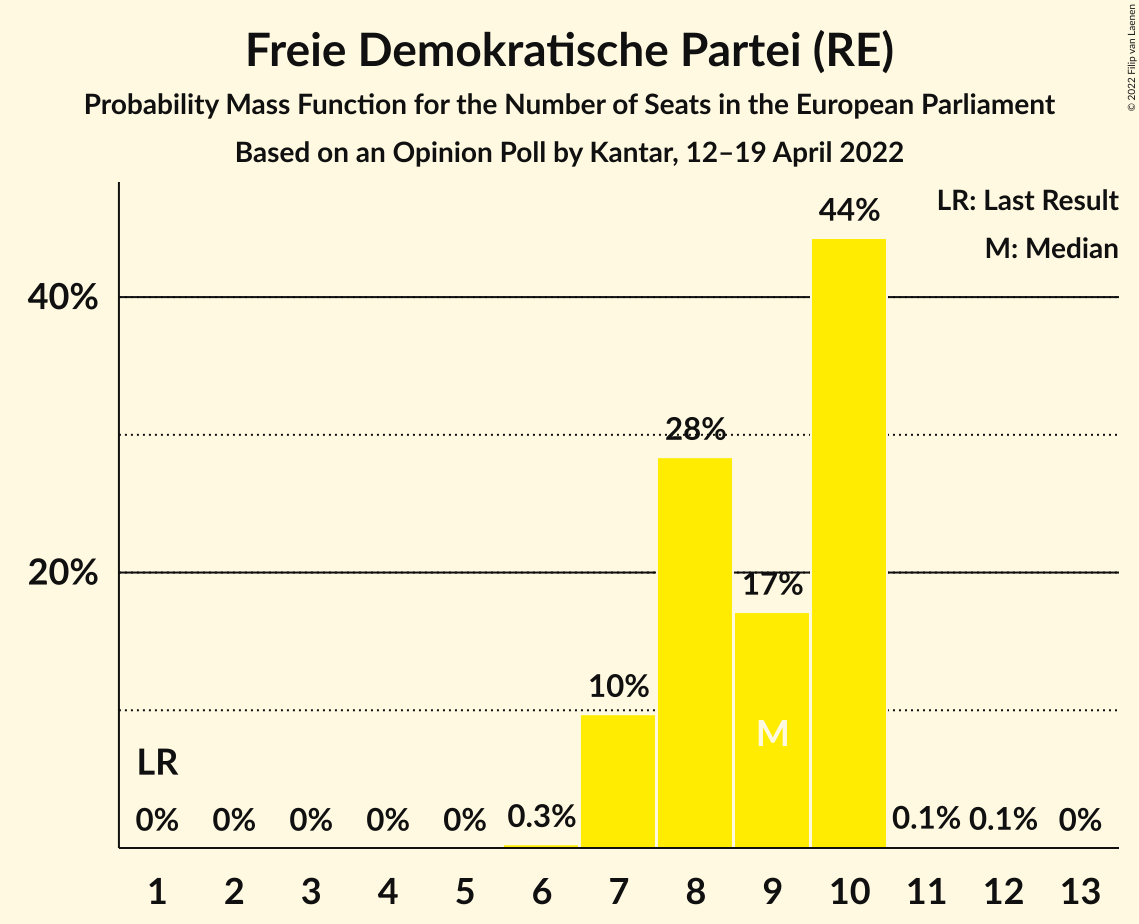 Freie Demokratische Partei (RE)
Probability Mass Function for the Number of Seats in the European Parliament
Based on an Opinion Poll by Kantar, 12–19 April 2022
© 2022 Filip van Laenen
LR: Last Result
M: Median
40%
20%
44%
28%
17%
10%
M
LR
0% 0% 0% 0% 0% 0.3% 0.1% 0.1% 0%
1 2 3 4 5 6 7 8 9 10 11 12 13